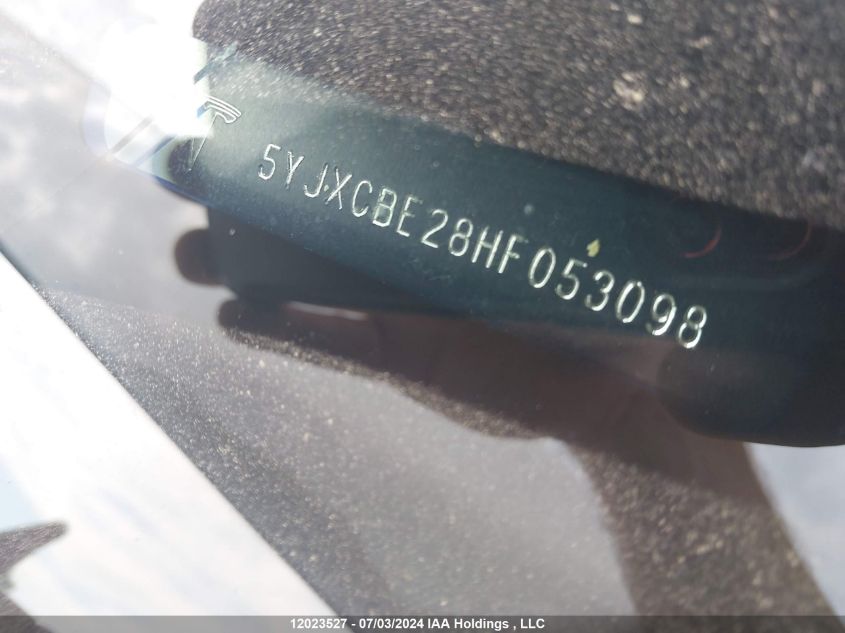 5YJXCBE28HF053098
12023527 - 07/03/2024 IAA Holdings , LLC